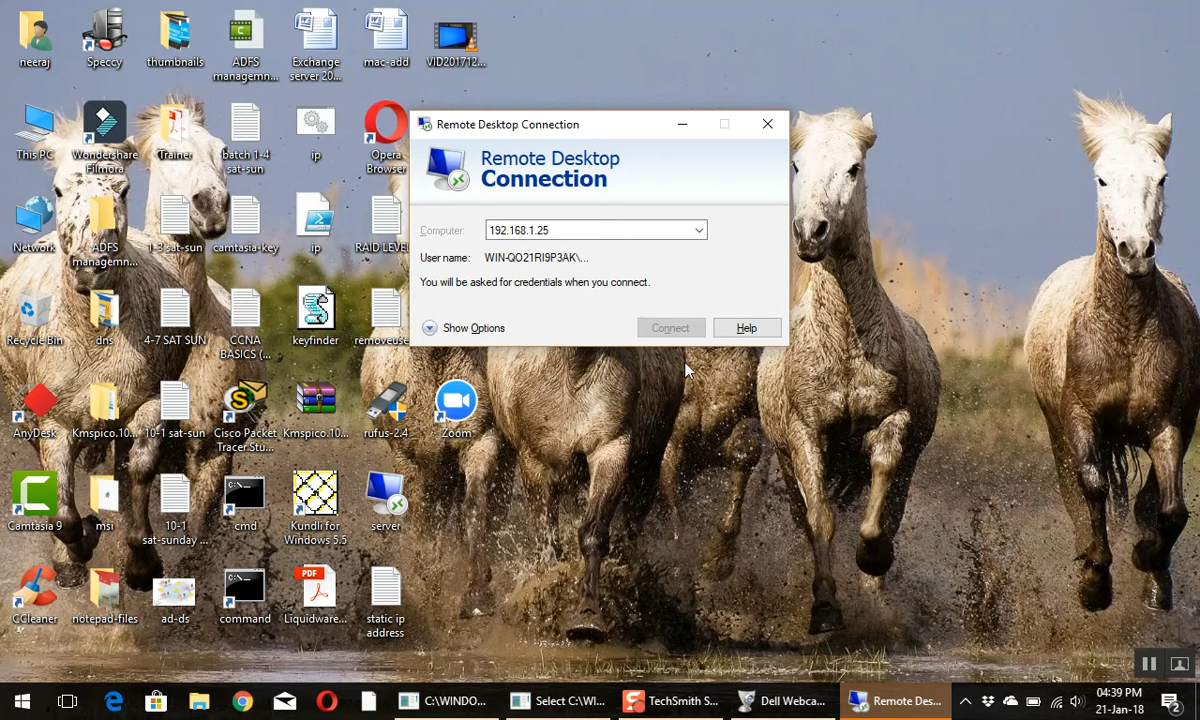 neeraj
Speccy
thumbnails
ADFS
managemn...
Exchange
server 20...
mac-add
VID201712...
This PC
Wondershare
Filmora
Trainer
batch 1-4
sat-sun
ip
Opera
Browser
Network
ADFS
managemn...
1-3 sat-sun
camtasia-key
ip
RAID LEVEL
Recycle Bin
dns
4-7 SAT SUN
CCNA
BASICS (...
keyfinder
removeuse
AnyDesk
Kmspico.10...
10-1 sat-sun
Cisco Packet
Tracer Stu...
Kmspico.10...
rufus-2.4
Zoom
Camtasia 9
msi
10-1
sat-sunday ...
cmd
Kundli for
Windows 5.5
server
CCleaner
notepad-files
ad-ds
command
PDF
Liquidware...
static ip
address
Remote Desktop Connection
Remote Desktop
Connection
Computer:
192.168.1.25
User name:
WIN-QO21RI9P3AK\...
You will be asked for credentials when you connect.
Show Options
Connect
Help
C:\WINDO...
Select C:\WI...
TechSmith S...
Dell Webca...
Remote Des...
04:39 PM
21-Jan-18
2